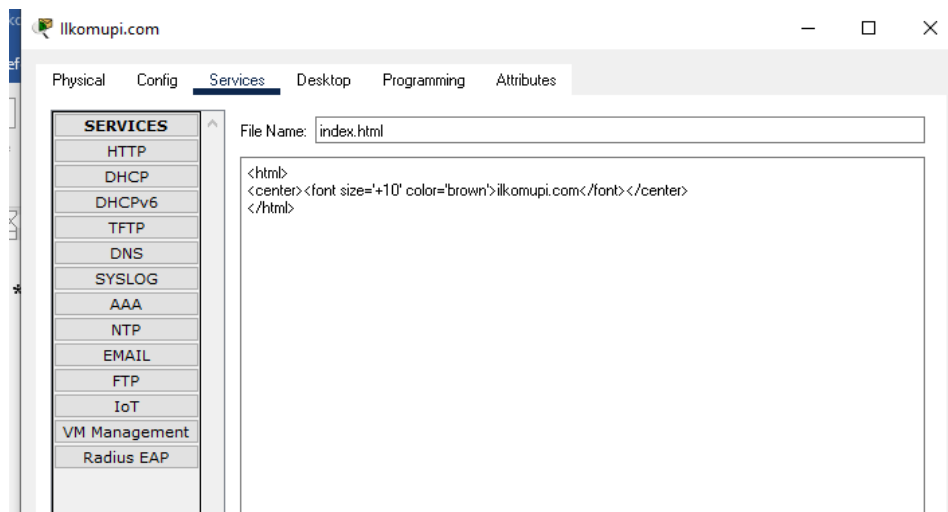 Ilkomupi.com
Physical Config Services Desktop Programming Attributes
SERVICES
HTTP
DHCP
DHCPv6
TFTP
DNS
SYSLOG
AAA
NTP
EMAIL
FTP
IoT
VM Management
Radius EAP
File Name: index.html
<html>
<center><font size='+10' color='brown'>ilkomupi.com</font></center>
</html>